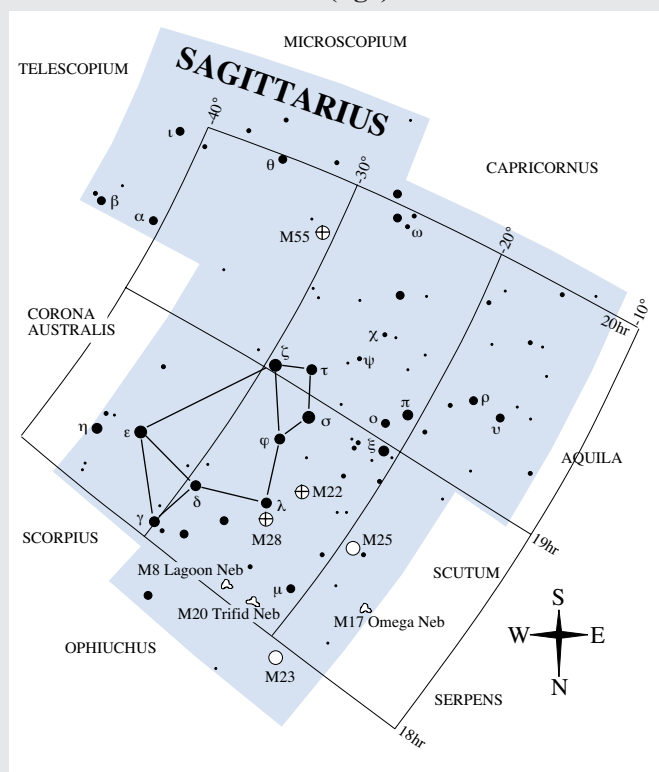 MICROSCOPIUM
TELESCOPIUM
SAGITTARIUS
-40°
ι
θ
-30°
CAPRICORNUS
β
α
M55
ω
-20°
-10°
20hr
CORONA
AUSTRALIS
χ
ψ
ζ
τ
π
ρ
σ
ο
υ
η
ε
φ
ξ
AQUILA
δ
λ
M22
γ
M28
SCORPIUS
M25
19hr
M8 Lagoon Neb
SCUTUM
μ
M20 Trifid Neb
M17 Omega Neb
S
W
E
N
OPHIUCHUS
M23
SERPENS
18hr